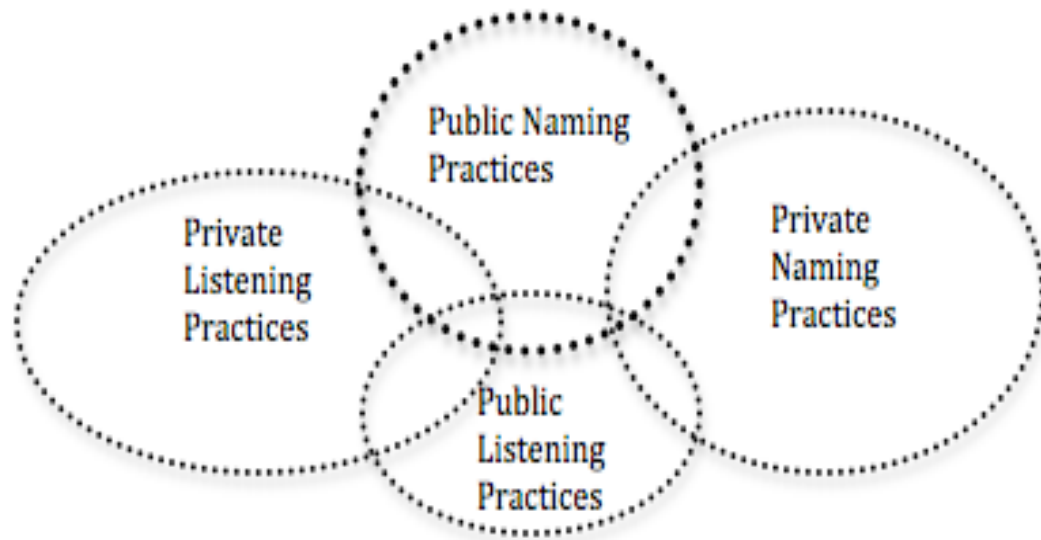 Public Naming
Practices
Private
Listening
Practices
Private
Naming
Practices
Public
Listening
Practices